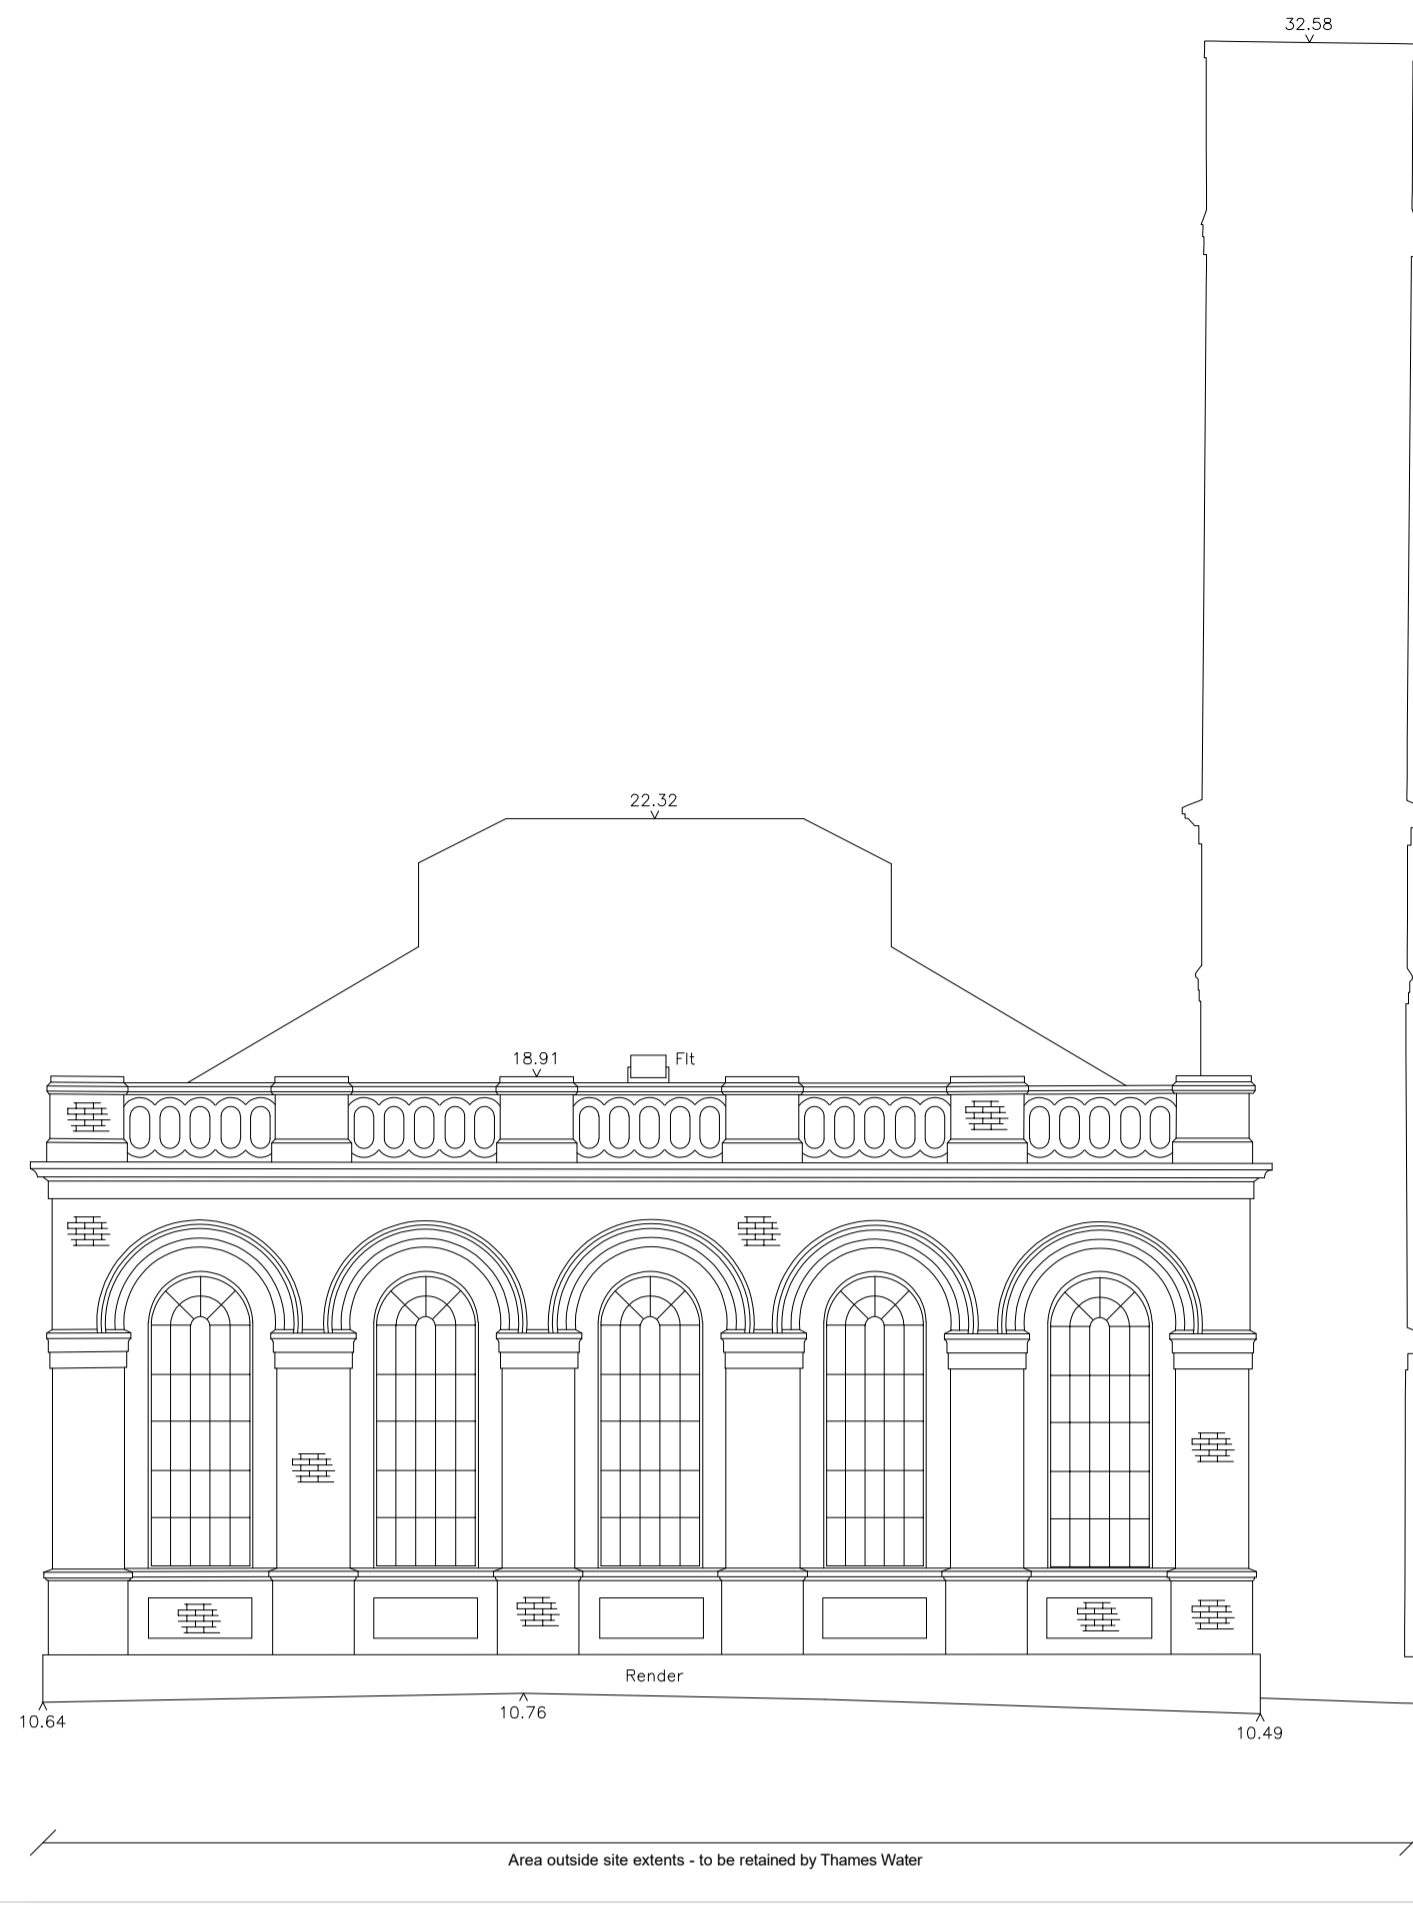 32.58
22.32
18.91
Flt
Render
10.64
10.76
10.49
Area outside site extents - to be retained by Thames Water